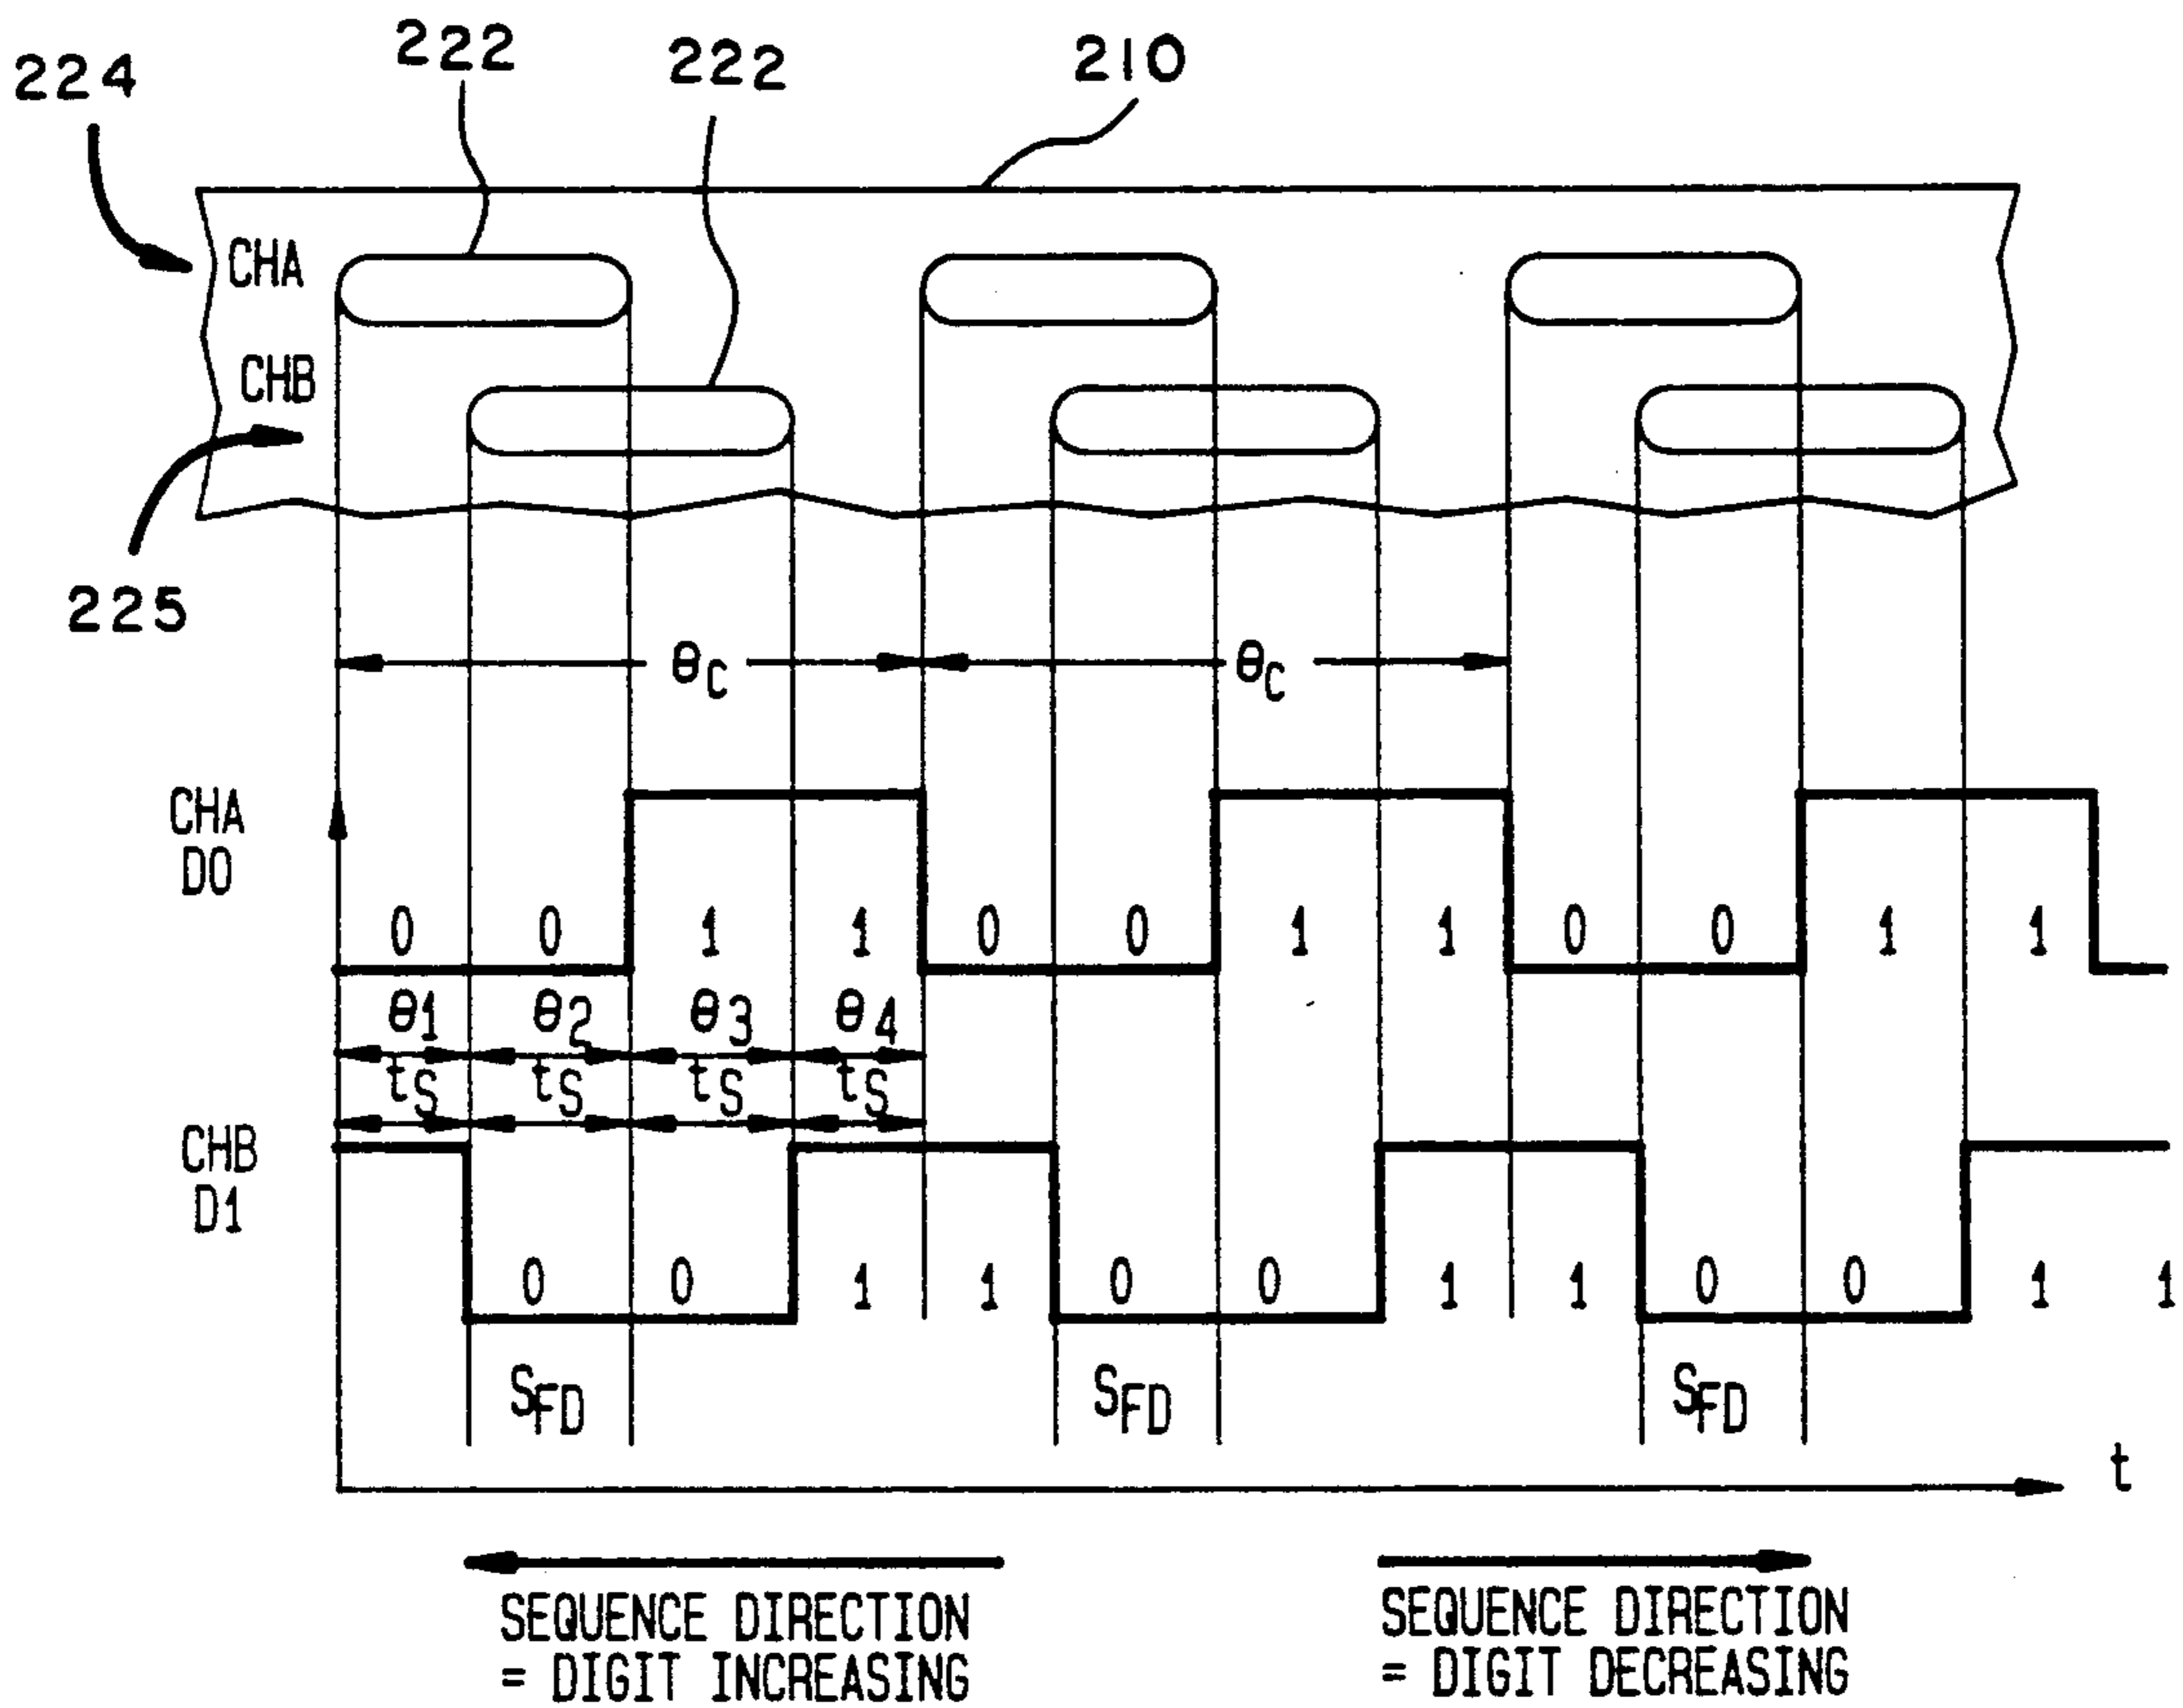 224 222 222 210
CHA
CHB
225
θC θC
CHA
D0
0 0 1 1 0 0 1 1 0 0 1 1
θ1 θ2 θ3 θ4
tS tS tS tS
CHB
D1
0 0 1 1 0 0 1 1 0 0 1 1
SFD SFD SFD
t
SEQUENCE DIRECTION
= DIGIT INCREASING
SEQUENCE DIRECTION
= DIGIT DECREASING